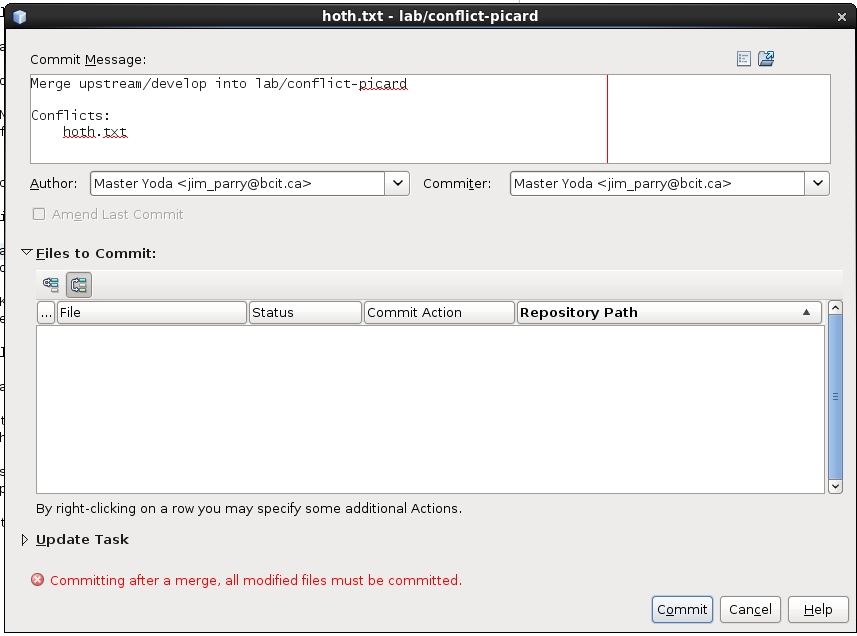 hoth.txt - lab/conflict-picard
Commit Message:
Merge upstream/develop into lab/conflict-picard
Conflicts:
hoth.txt
Author: Master Yoda <jim_parry@bcit.ca> Commiter: Master Yoda <jim_parry@bcit.ca>
Amend Last Commit
Files to Commit:
... File Status Commit Action Repository Path
By right-clicking on a row you may specify some additional Actions.
Update Task
Committing after a merge, all modified files must be committed.
Commit Cancel Help